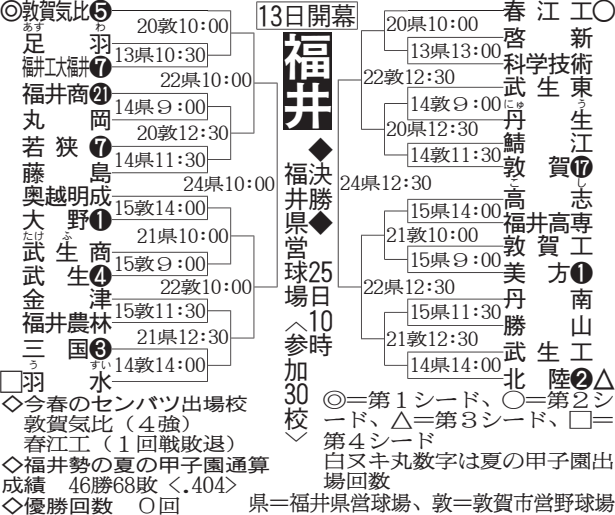 13日開幕
福井
◆決勝◆ 25日10時
福井県営球場〈参加30校〉
◎敦賀気比❺
足羽
あすわ
福井工大福井❼
福井商㉑
丸岡
若狭❼
藤島
奥越明成
大野❶
武生商
たけふ
武生❹
金津
福井農林
三国❸
□羽水
うすい
20敦10:00
13県10:30
22県10:00
14県9:00
20敦12:30
14県11:30
24県10:00
15敦14:00
21県10:00
15敦9:00
22敦10:00
15敦11:30
21県12:30
14敦14:00
春江工○
啓新
科学技術
武生東
丹生
にゅう
鯖江
敦賀⓱
高志
こし
福井高専
敦賀工
美方❶
丹南
勝山
武生工
北陸❷△
20県10:00
13県13:00
22敦12:30
14敦9:00
20県12:30
14敦11:30
24県12:30
15県14:00
21敦10:00
15県9:00
22県12:30
15県11:30
21敦12:30
14県14:00
◇今春のセンバツ出場校
敦賀気比（４強）
春江工（１回戦敗退）
◇福井勢の夏の甲子園通算
成績 46勝68敗 <.404>
◇優勝回数 ０回
◎＝第１シード、○＝第２シ
ード、△＝第３シード、□＝
第４シード
白ヌキ丸数字は夏の甲子園出
場回数
県＝福井県営球場、敦＝敦賀市営野球場